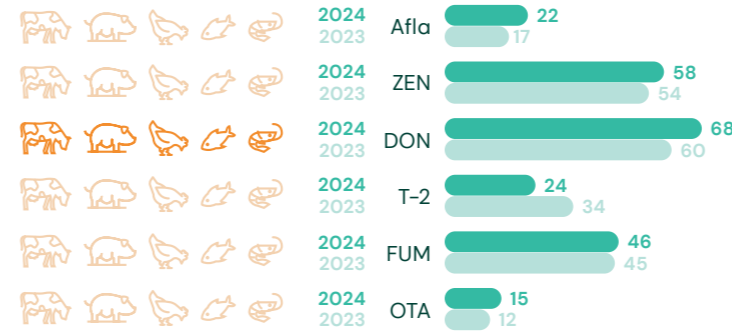 2024 Afla 22
2023 17
2024 ZEN 58
2023 54
2024 DON 68
2023 60
2024 T-2 24
2023 34
2024 FUM 46
2023 45
2024 OTA 15
2023 12